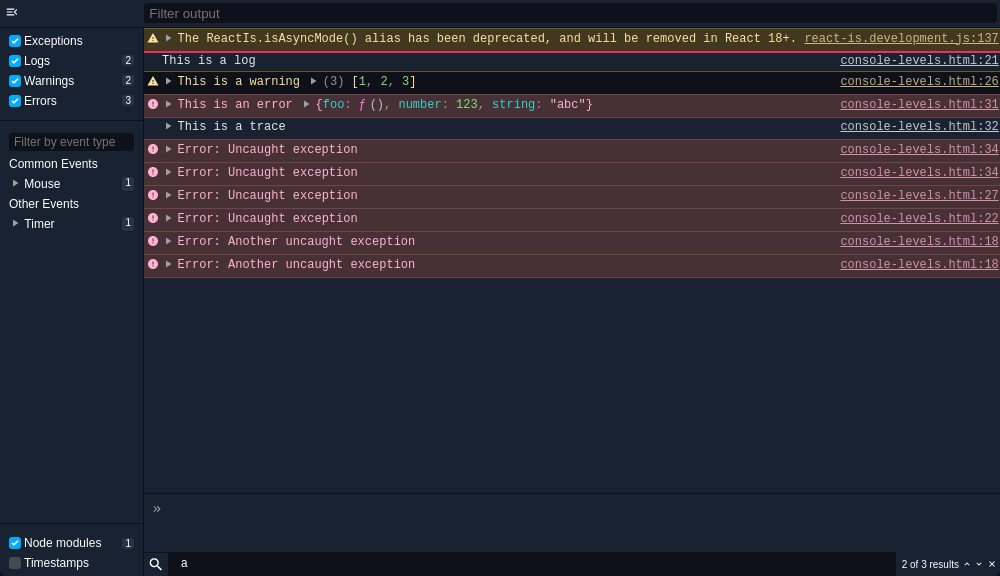 Filter output
Exceptions
Logs 2
Warnings 2
Errors 3
Filter by event type
Common Events
Mouse 1
Other Events
Timer 1
Node modules 1
Timestamps
The ReactIs.isAsyncMode() alias has been deprecated, and will be removed in React 18+. react-is.development.js:137
This is a log console-levels.html:21
This is a warning (3) [1, 2, 3] console-levels.html:26
This is an error {foo: ƒ (), number: 123, string: "abc"} console-levels.html:31
This is a trace console-levels.html:32
Error: Uncaught exception console-levels.html:34
Error: Uncaught exception console-levels.html:34
Error: Uncaught exception console-levels.html:27
Error: Uncaught exception console-levels.html:22
Error: Another uncaught exception console-levels.html:18
Error: Another uncaught exception console-levels.html:18
»
a 2 of 3 results